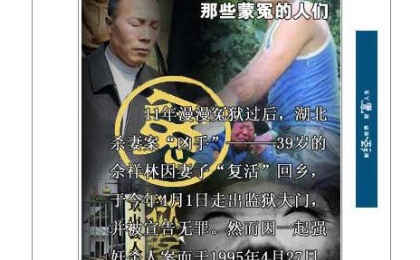 那些蒙冤的人们
11年漫漫冤狱过后，湖北
杀妻案“凶手”——39岁的
佘祥林因妻子“复活”回乡，
于今年4月1日走出监狱大门，
并被宣告无罪。然而因一起强
奸杀人案而于1995年4月27日